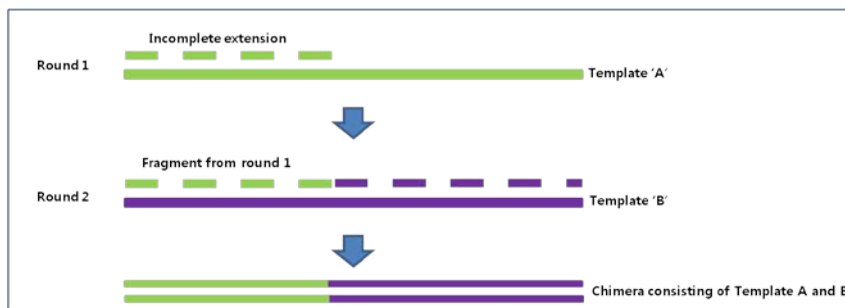 Incomplete extension
Round 1
Template ‘A’
Fragment from round 1
Round 2
Template ‘B’
Chimera consisting of Template A and B